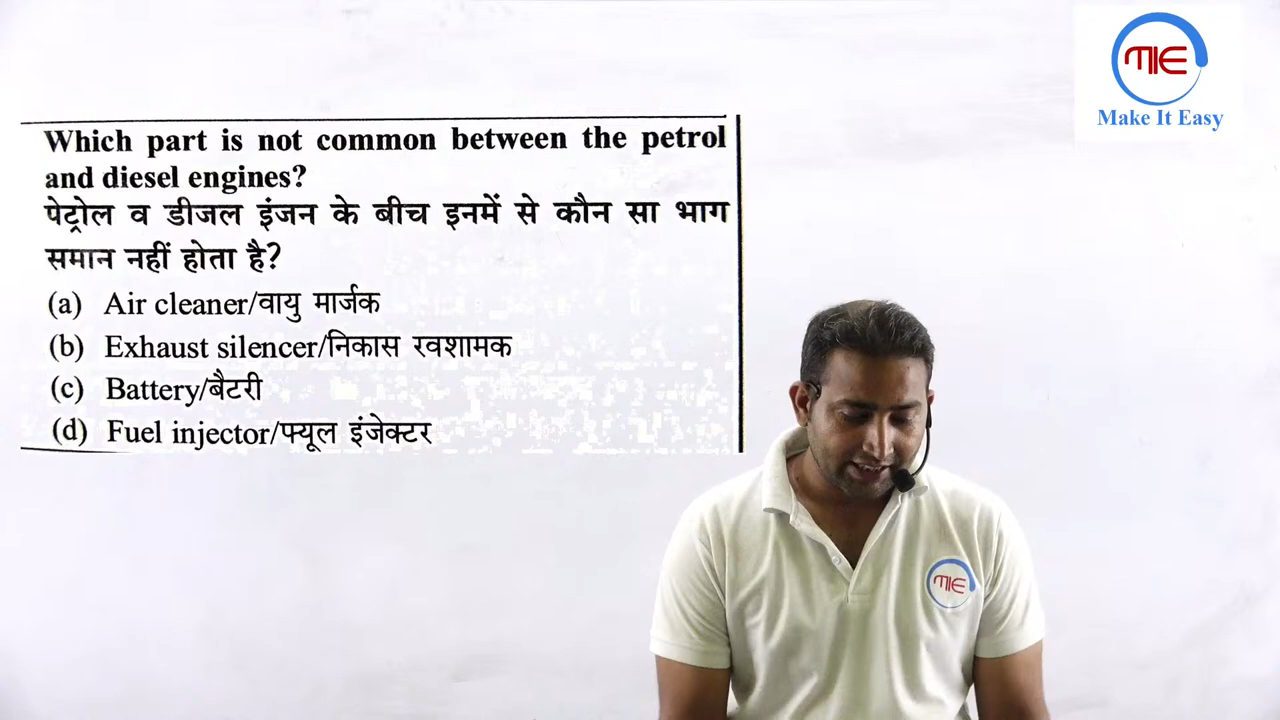 MIE
Make It Easy
Which part is not common between the petrol
and diesel engines?
पेट्रोल व डीजल इंजन के बीच इनमें से कौन सा भाग
समान नहीं होता है?
(a) Air cleaner/वायु मार्जक
(b) Exhaust silencer/निकास रवशामक
(c) Battery/बैटरी
(d) Fuel injector/फ्यूल इंजेक्टर
MIE